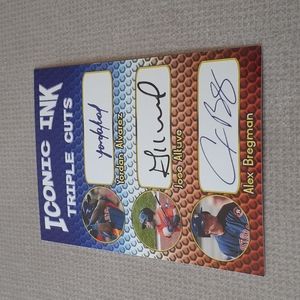 ICONIC INK
TRIPLE CUTS
Yordan Alvarez
Jose Altuve
Alex Bregman